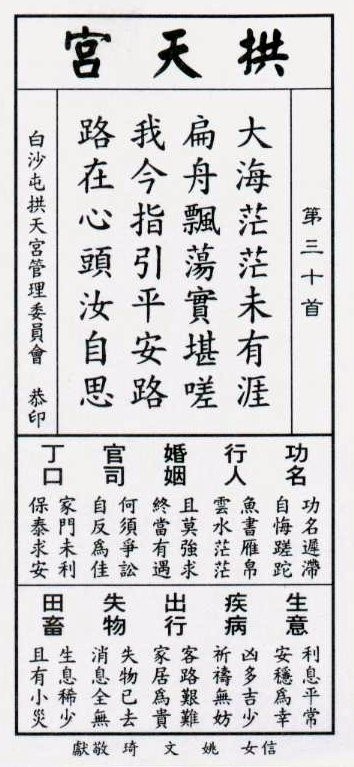 拱天宮
第三十首
大海茫茫未有涯
扁舟飄蕩實堪嗟
我今指引平安路
路在心頭汝自思
白沙屯拱天宮管理委員會 恭印
功名
功名遲滯
自悔蹉跎
行人
魚書雁帛
雲水茫茫
婚姻
且莫強求
終當有遇
官司
何須爭訟
自反為佳
丁口
家門未利
保泰求安
生意
利息平常
安穩為幸
疾病
凶多吉少
祈禱無妨
出行
客路艱難
家居為貴
失物
失物已去
消息全無
田畜
生息稀少
且有小災
信女 姚文琦 敬獻